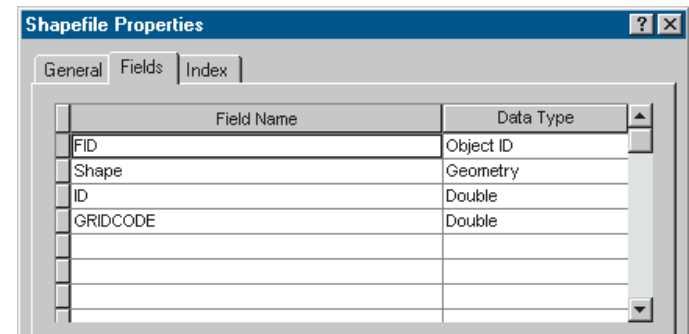 Shapefile Properties
General Fields Index
Field Name Data Type
FID Object ID
Shape Geometry
ID Double
GRIDCODE Double